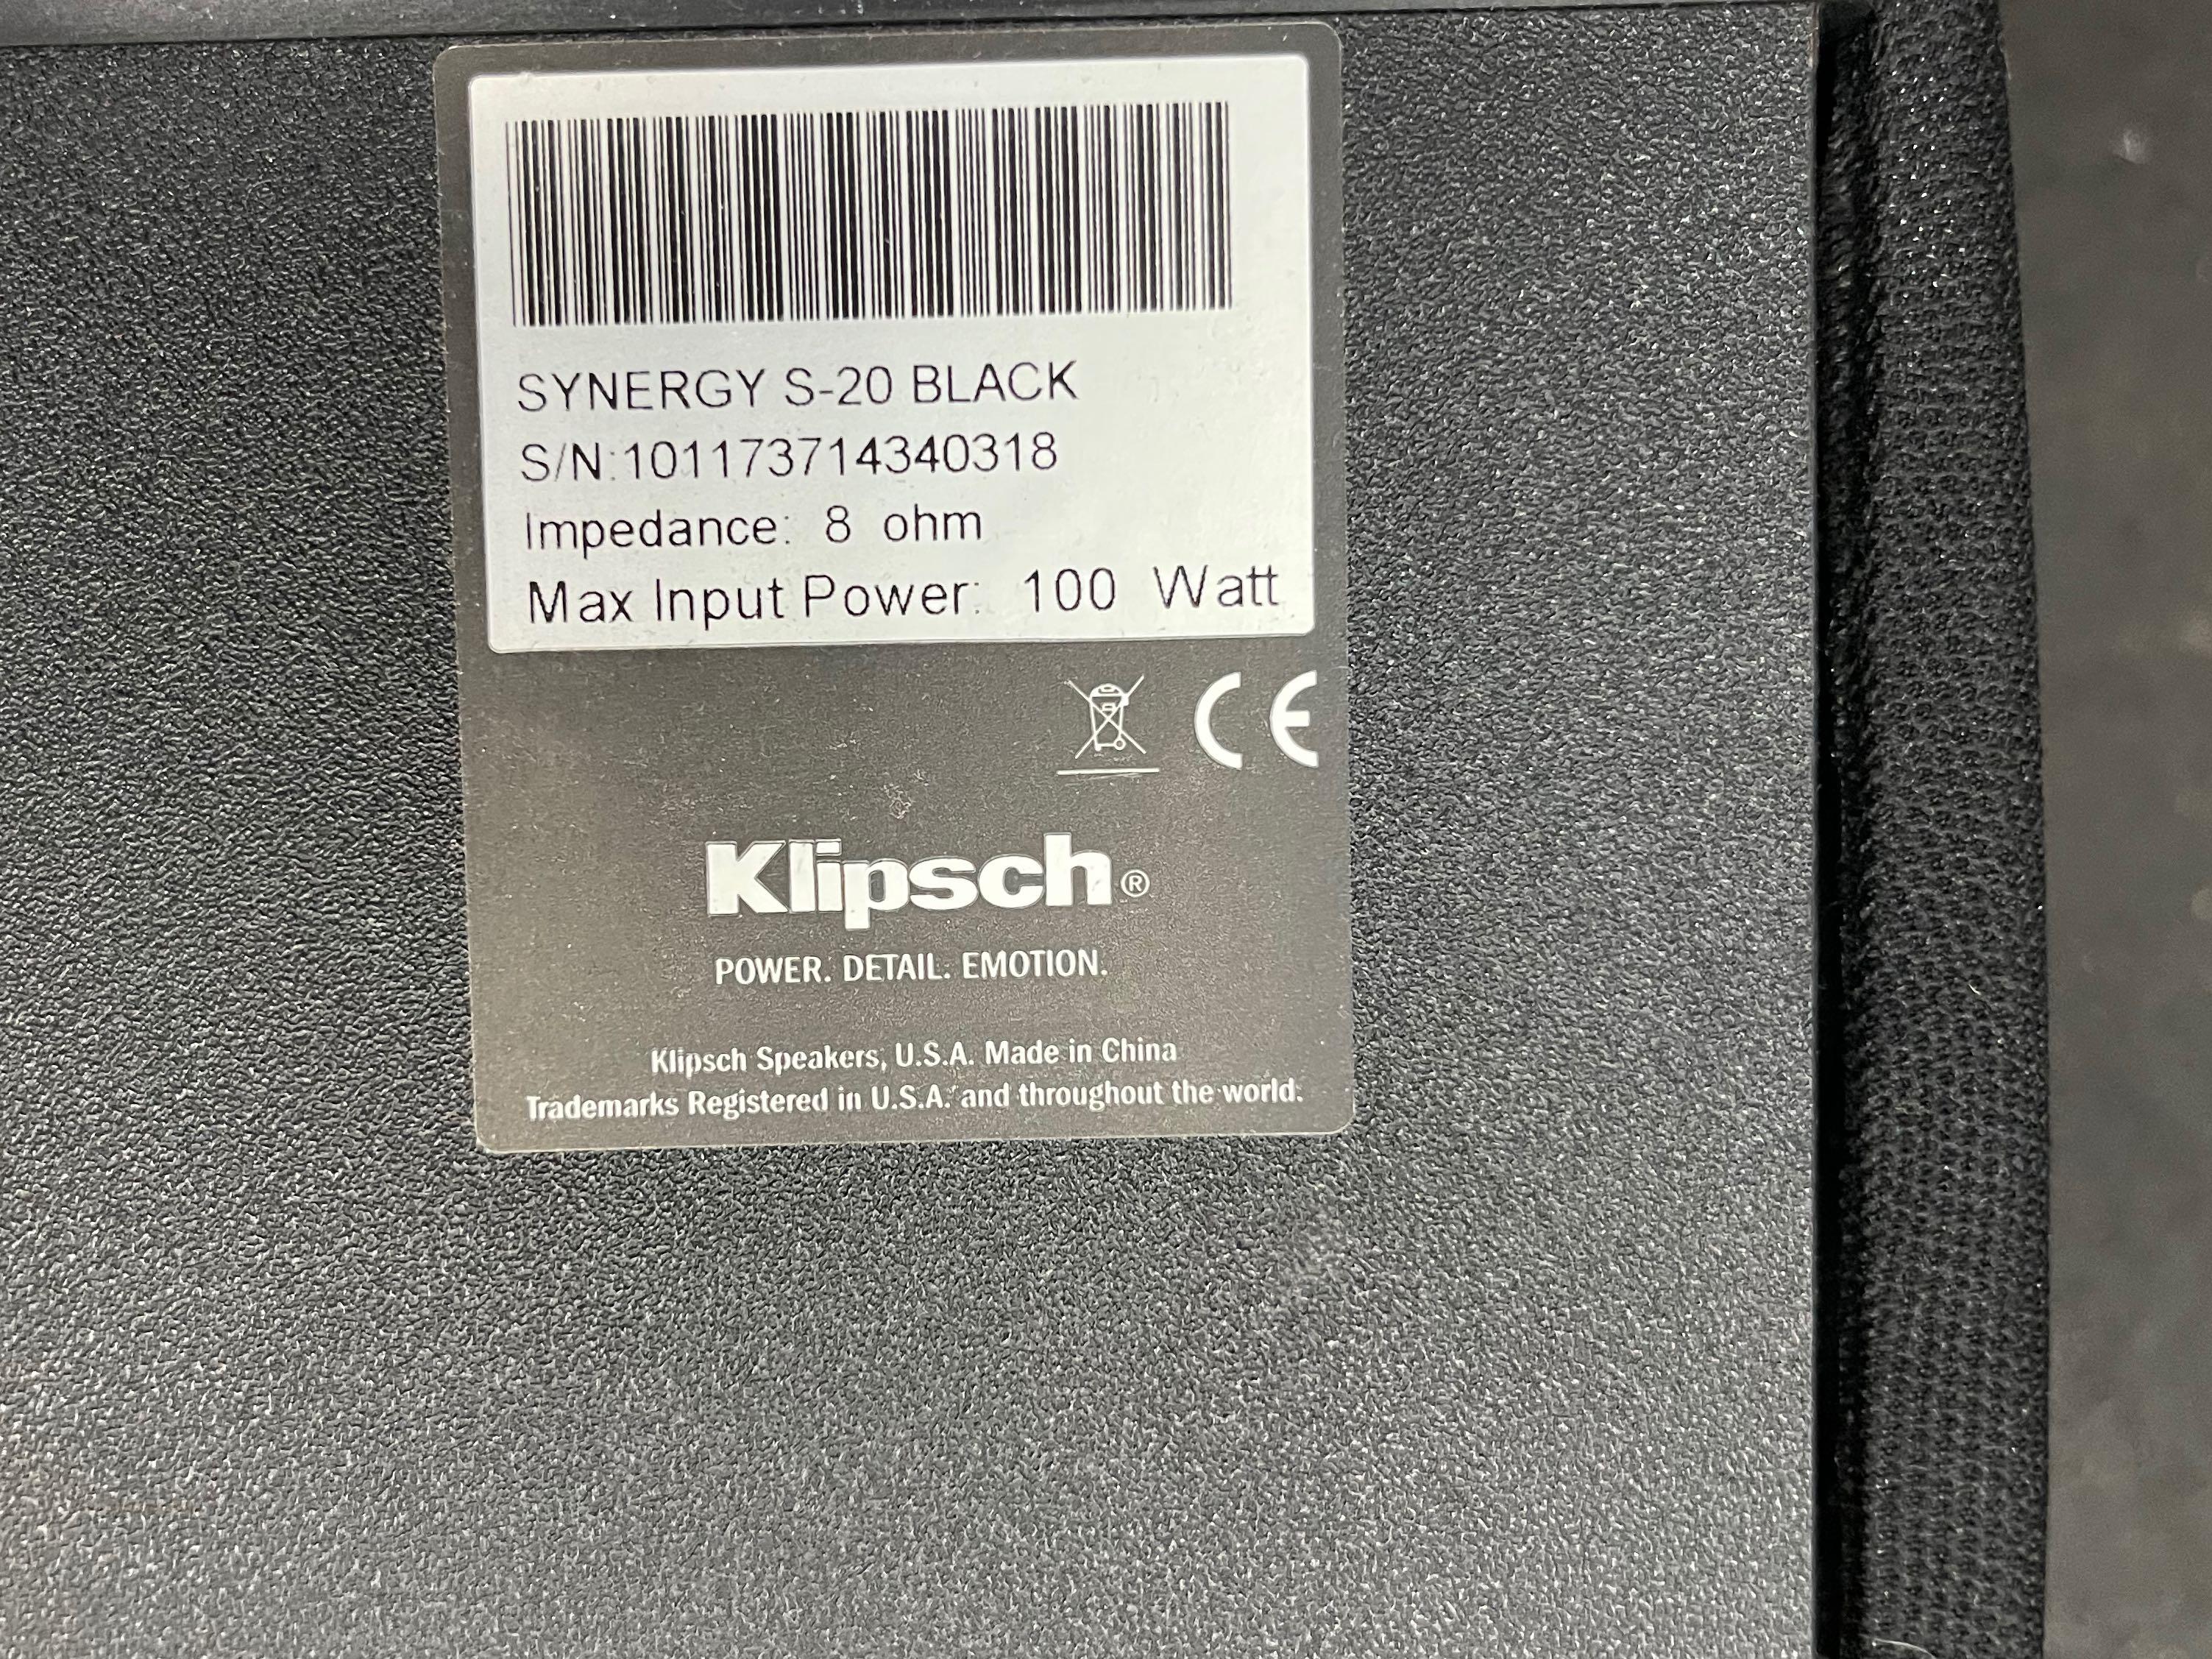 SYNERGY S-20 BLACK
S/N:101173714340318
Impedance: 8 ohm
Max Input Power: 100 Watt
CE
Klipsch®
POWER. DETAIL. EMOTION.
Klipsch Speakers, U.S.A. Made in China
Trademarks Registered in U.S.A. and throughout the world.